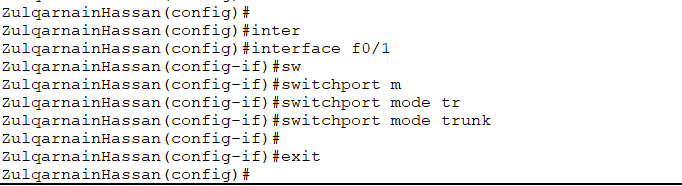 ZulqarnainHassan(config)#
ZulqarnainHassan(config)#inter
ZulqarnainHassan(config)#interface f0/1
ZulqarnainHassan(config-if)#sw
ZulqarnainHassan(config-if)#switchport m
ZulqarnainHassan(config-if)#switchport mode tr
ZulqarnainHassan(config-if)#switchport mode trunk
ZulqarnainHassan(config-if)#
ZulqarnainHassan(config-if)#exit
ZulqarnainHassan(config)#